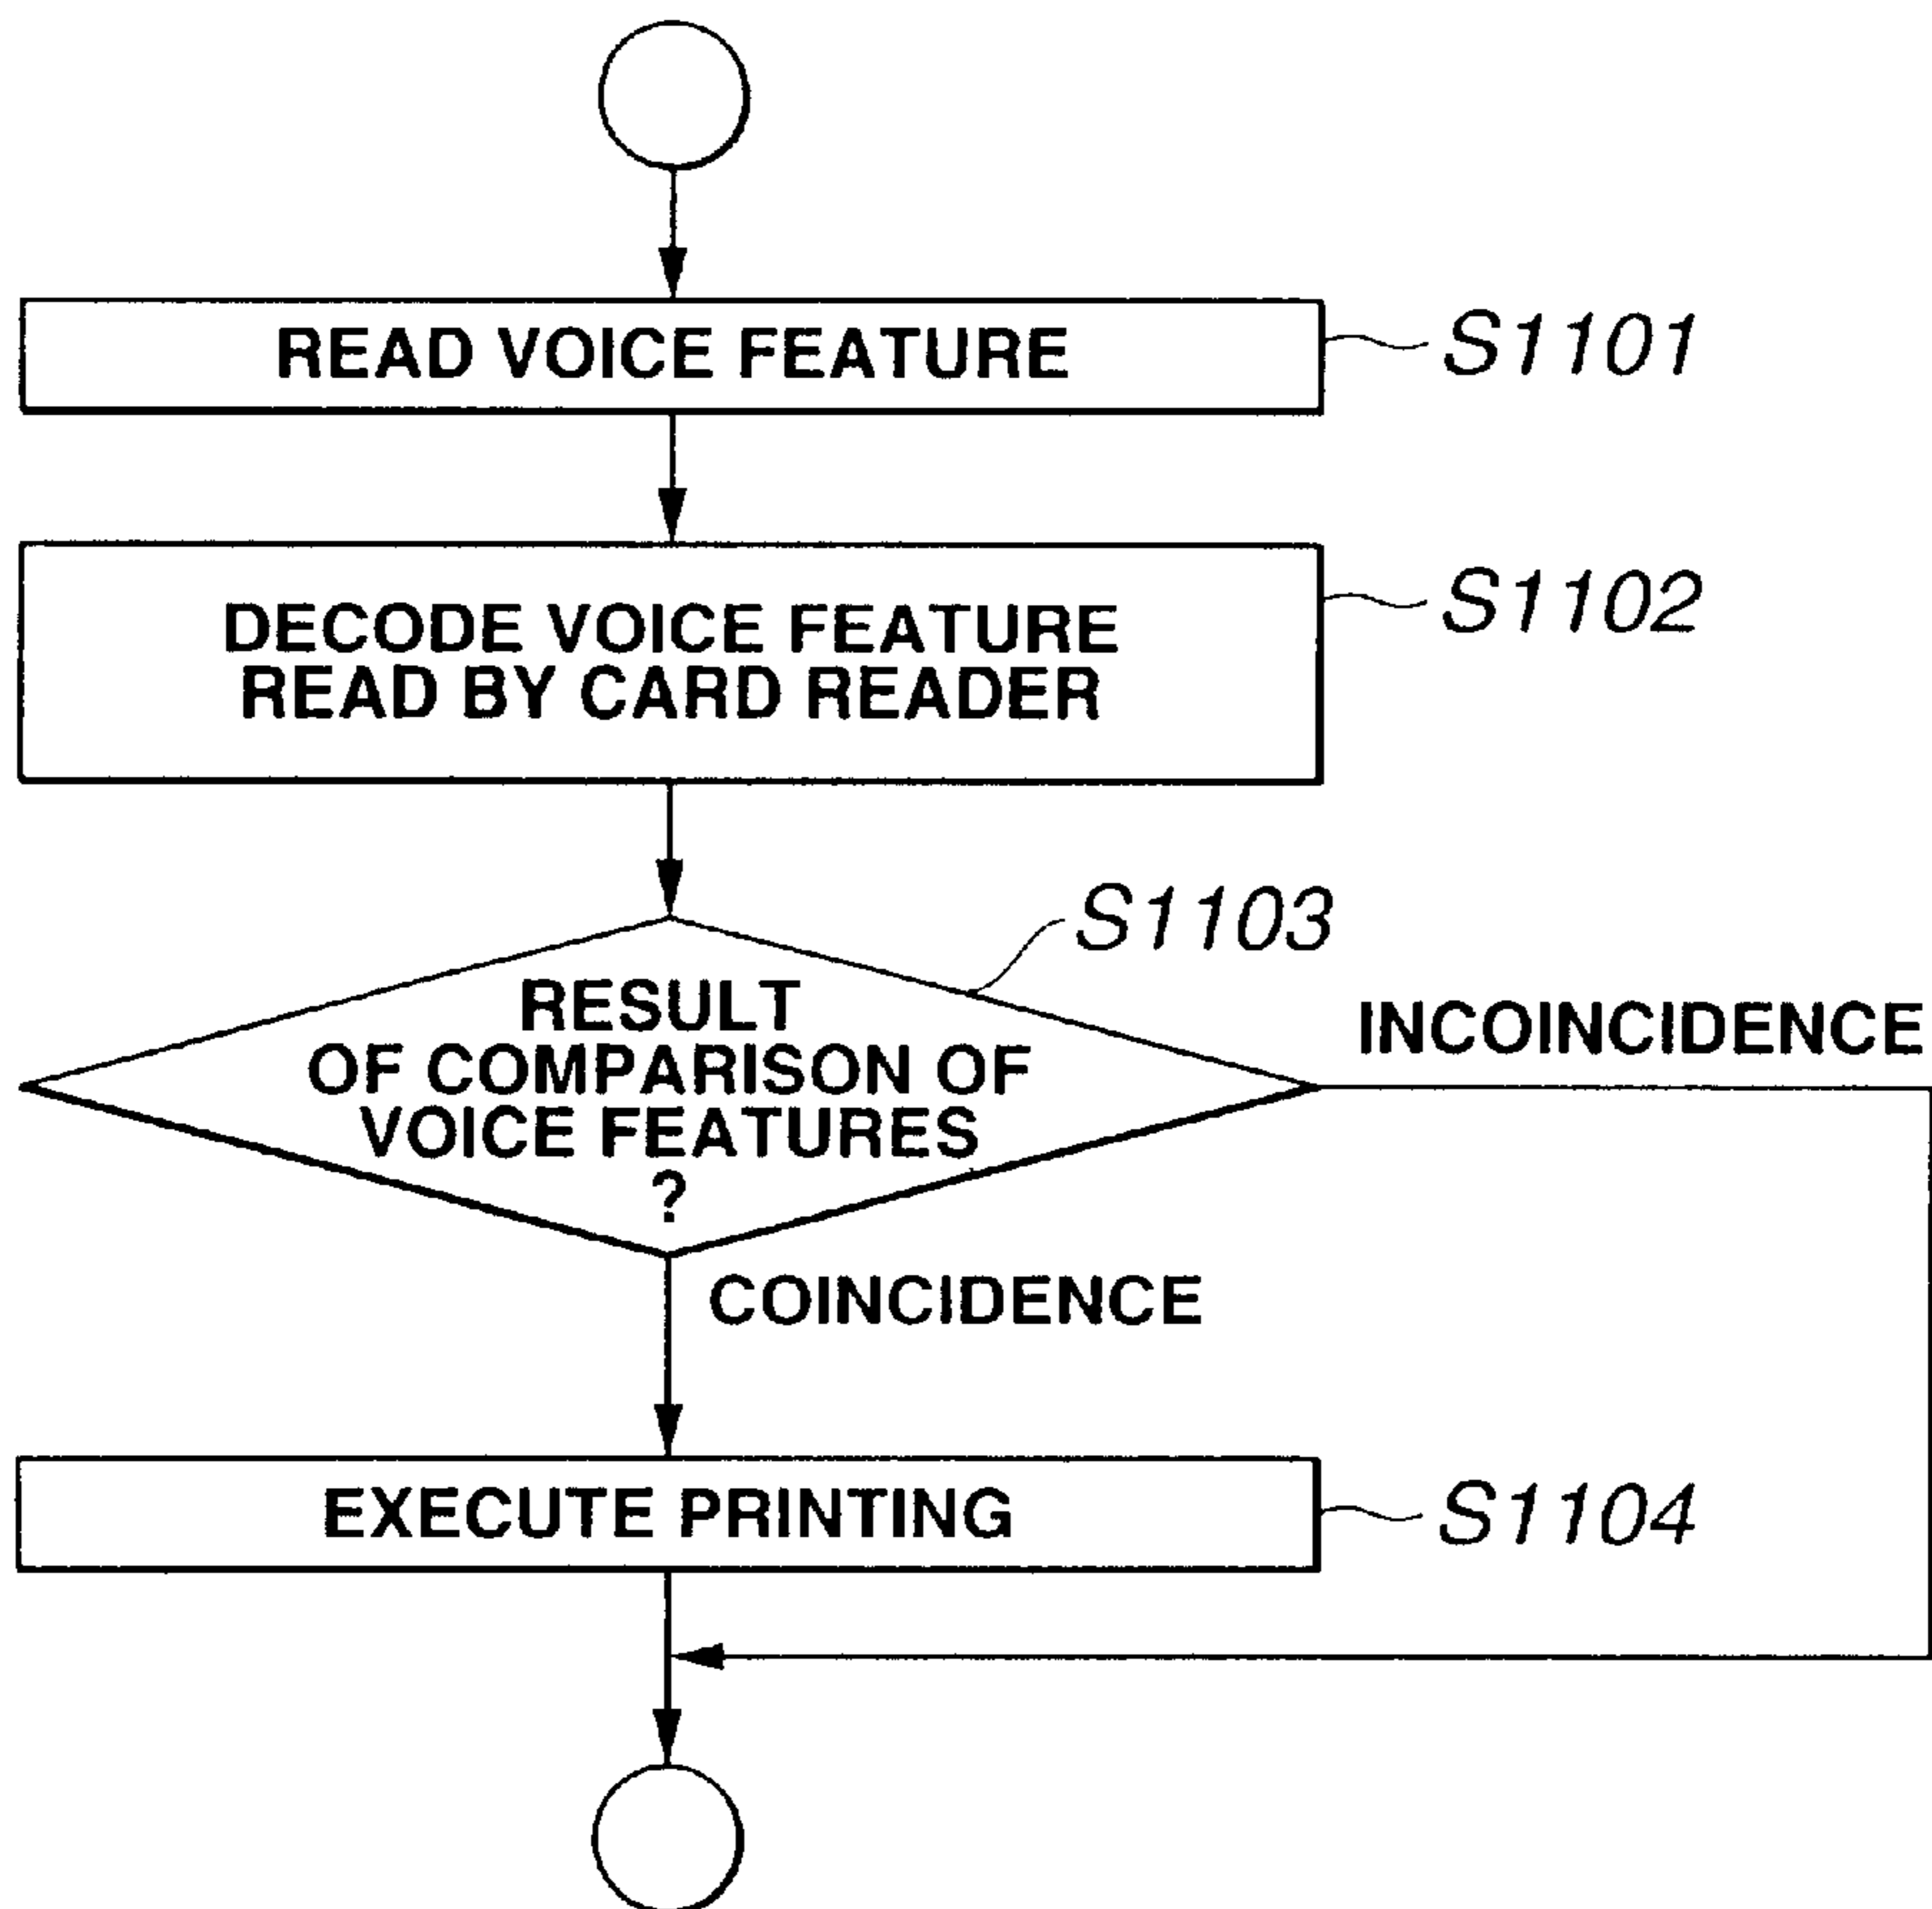 READ VOICE FEATURE
S1101
DECODE VOICE FEATURE
READ BY CARD READER
S1102
S1103
RESULT
OF COMPARISON OF
VOICE FEATURES
?
INCOINCIDENCE
COINCIDENCE
EXECUTE PRINTING
S1104